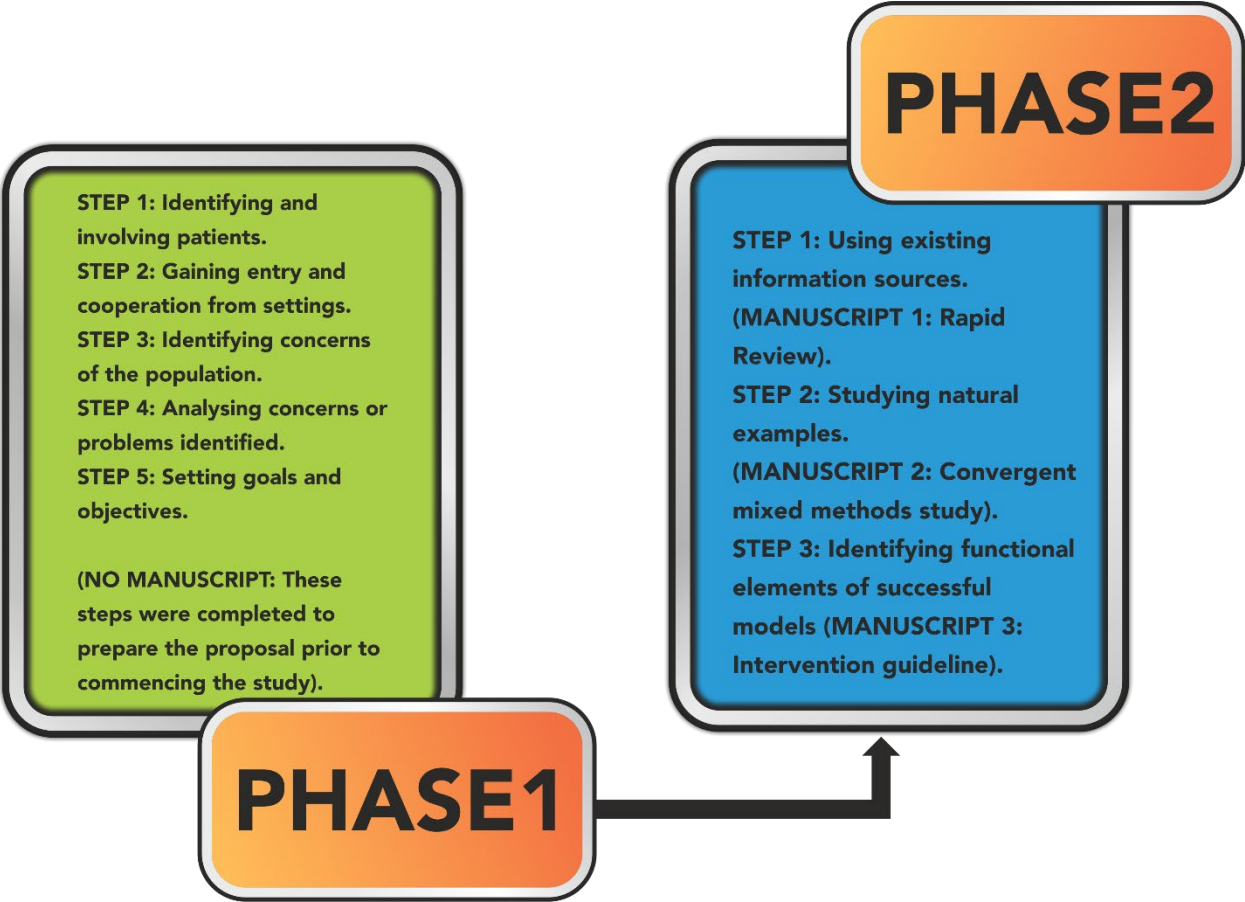 STEP 1: Identifying and
involving patients.
STEP 2: Gaining entry and
cooperation from settings.
STEP 3: Identifying concerns
of the population.
STEP 4: Analysing concerns or
problems identified.
STEP 5: Setting goals and
objectives.
(NO MANUSCRIPT: These
steps were completed to
prepare the proposal prior to
commencing the study).
PHASE1
PHASE2
STEP 1: Using existing
information sources.
(MANUSCRIPT 1: Rapid
Review).
STEP 2: Studying natural
examples.
(MANUSCRIPT 2: Convergent
mixed methods study).
STEP 3: Identifying functional
elements of successful
models (MANUSCRIPT 3:
Intervention guideline).